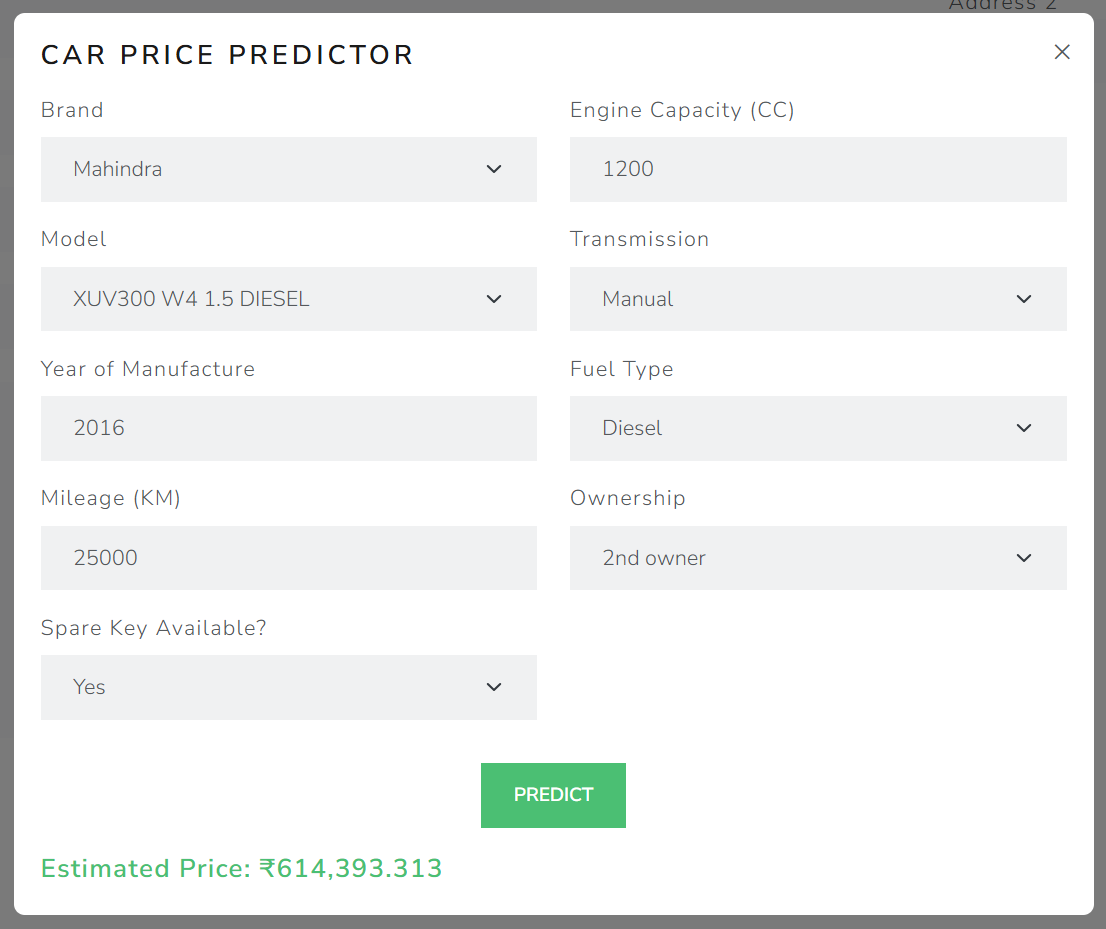 Address 2
CAR PRICE PREDICTOR
Brand
Mahindra
Engine Capacity (CC)
1200
Model
XUV300 W4 1.5 DIESEL
Transmission
Manual
Year of Manufacture
2016
Fuel Type
Diesel
Mileage (KM)
25000
Ownership
2nd owner
Spare Key Available?
Yes
PREDICT
Estimated Price: ₹614,393.313